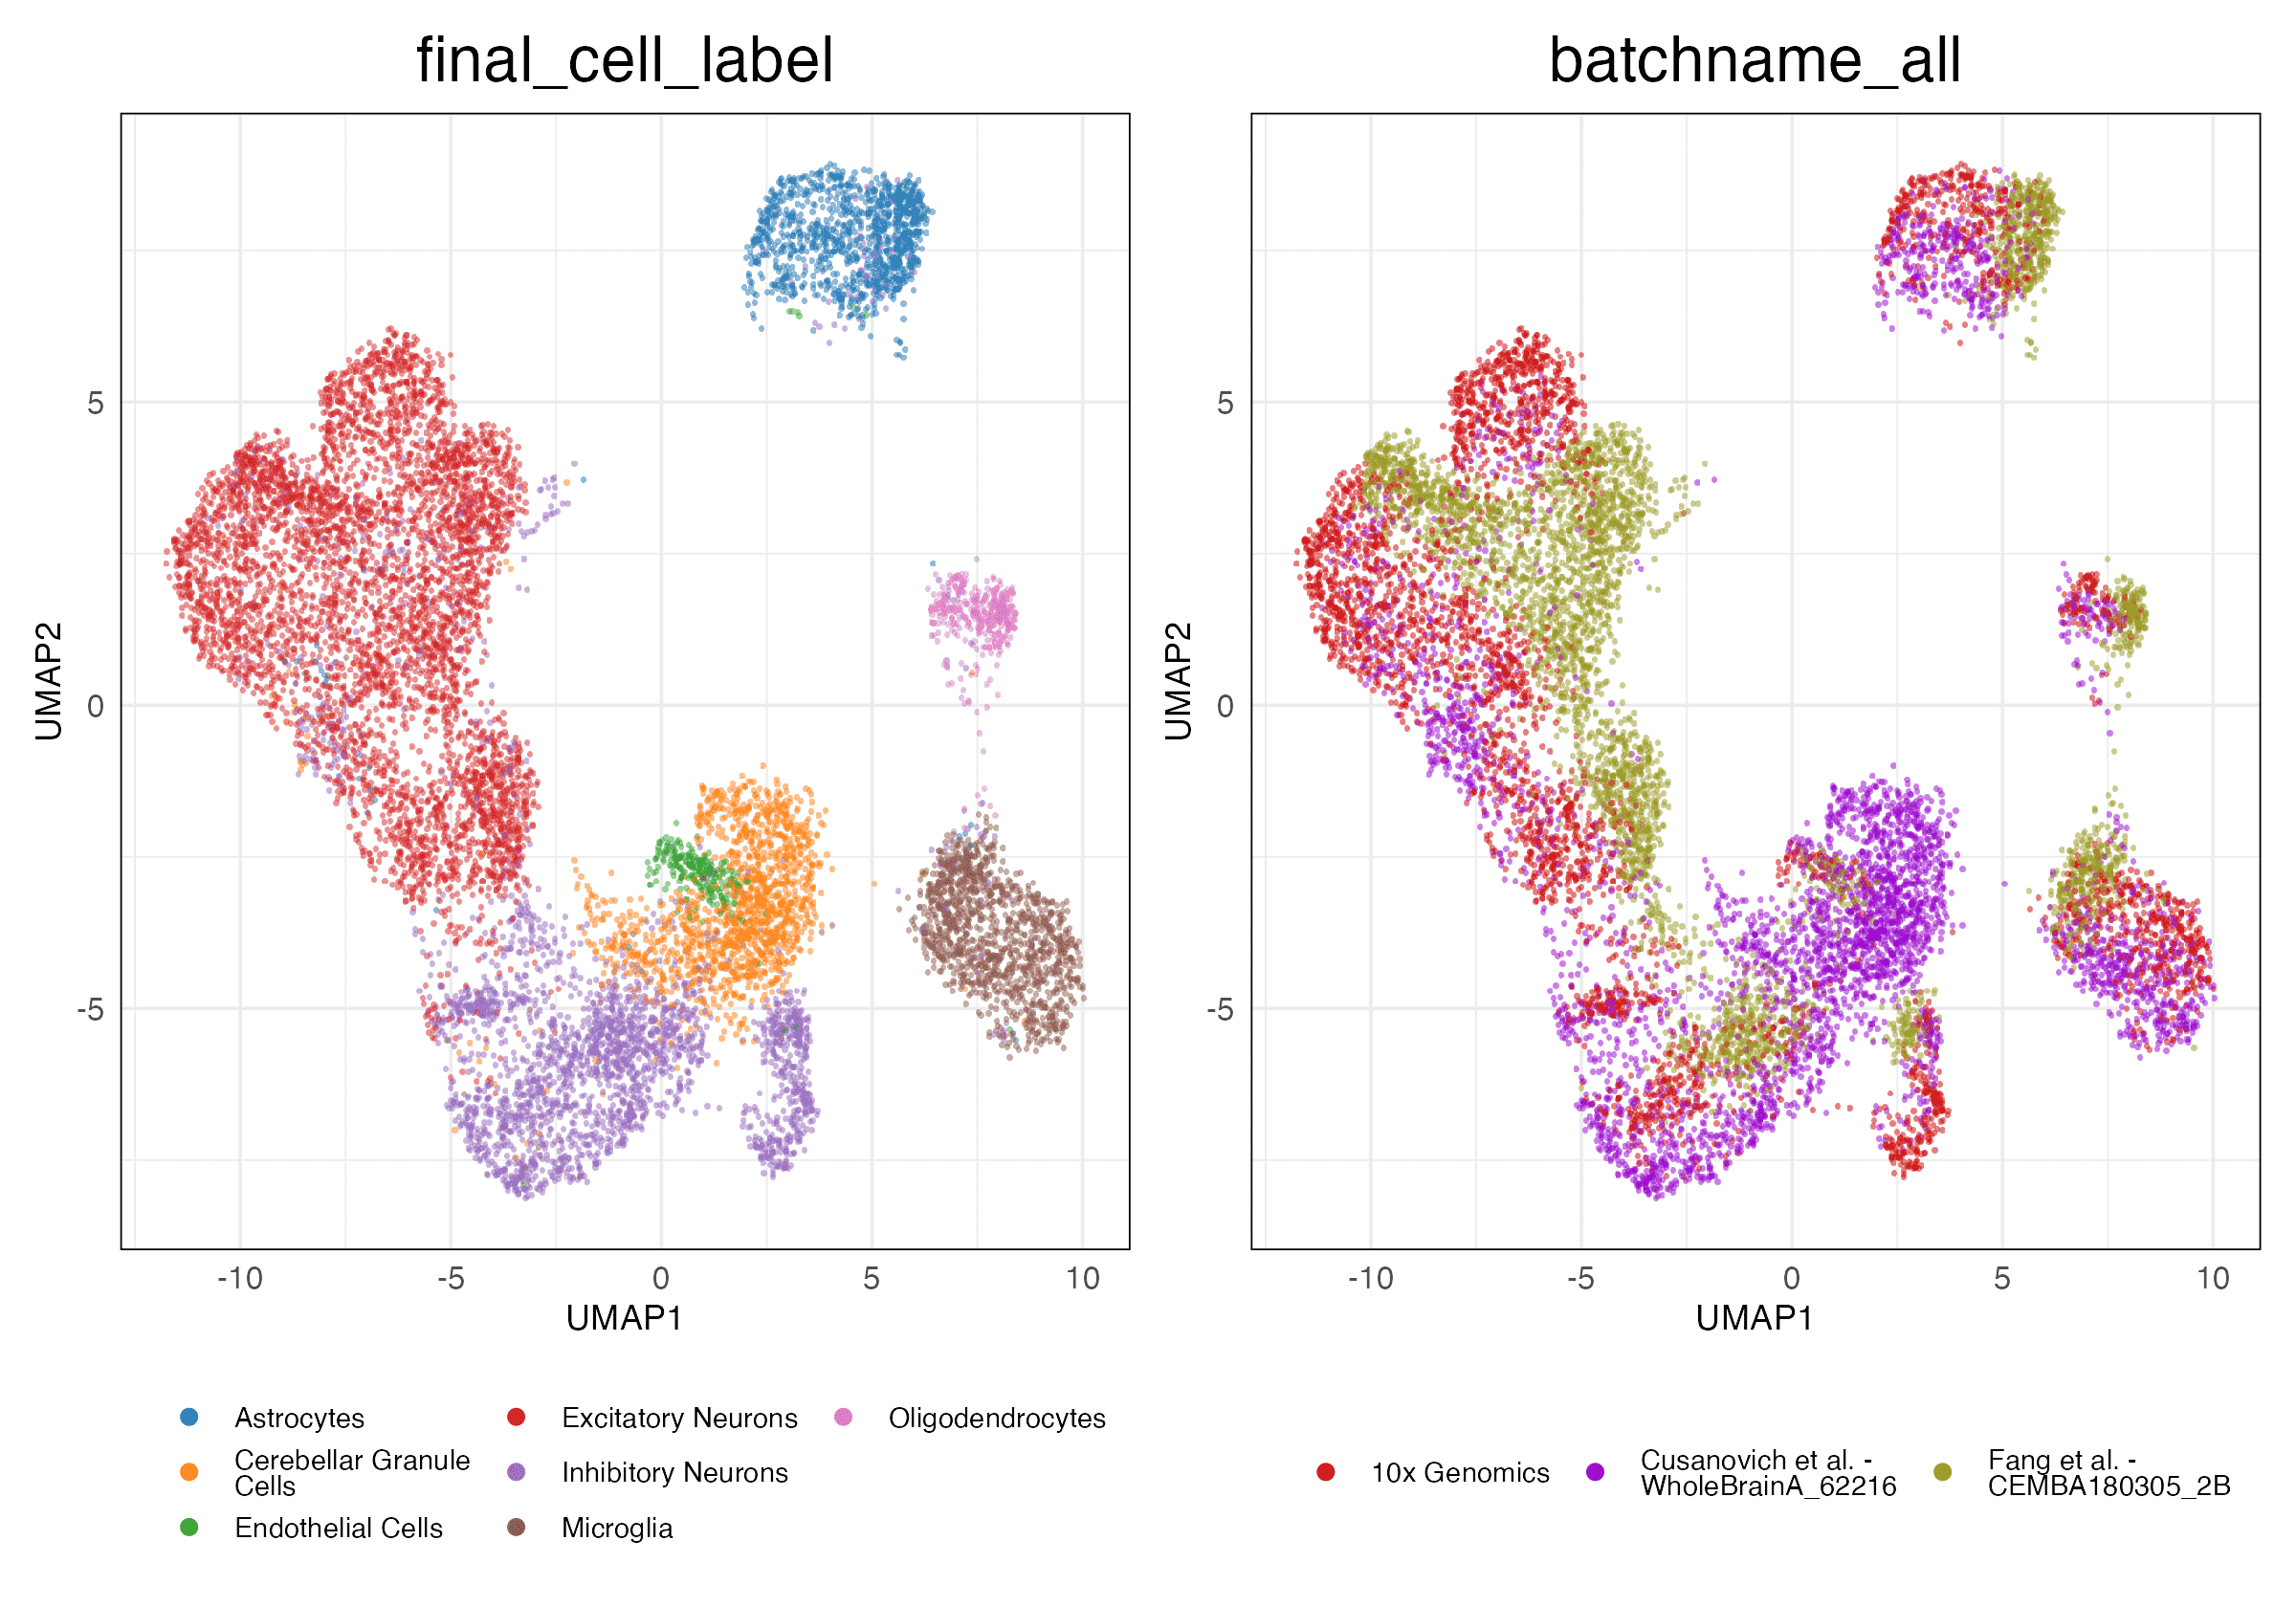 final_cell_label
batchname_all
UMAP2
5
0
-5
-10
-5
0
5
10
UMAP1
UMAP2
5
0
-5
-10
-5
0
5
10
UMAP1
Astrocytes
Cerebellar Granule
Cells
Endothelial Cells
Excitatory Neurons
Inhibitory Neurons
Microglia
Oligodendrocytes
10x Genomics
Cusanovich et al. -
WholeBrainA_62216
Fang et al. -
CEMBA180305_2B